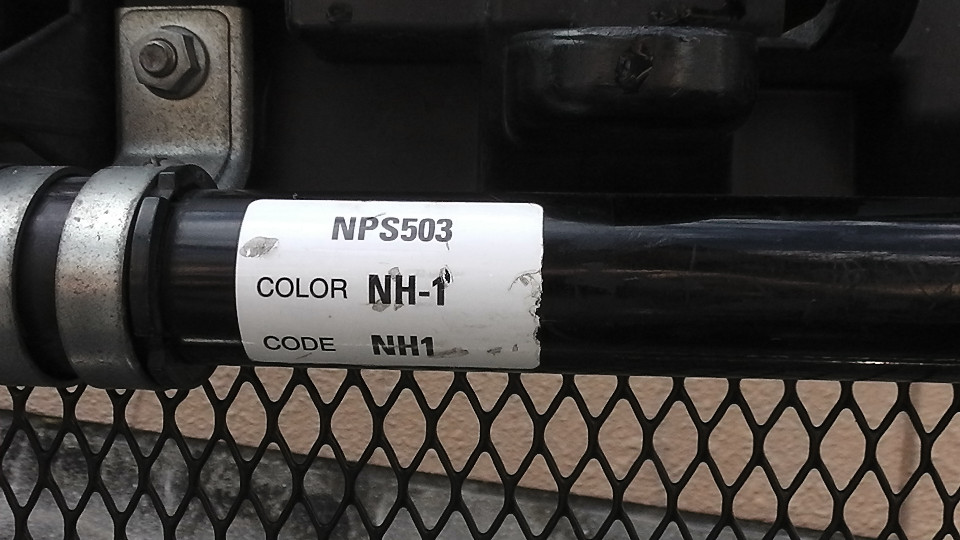 NPS503
COLOR NH-1
CODE NH1